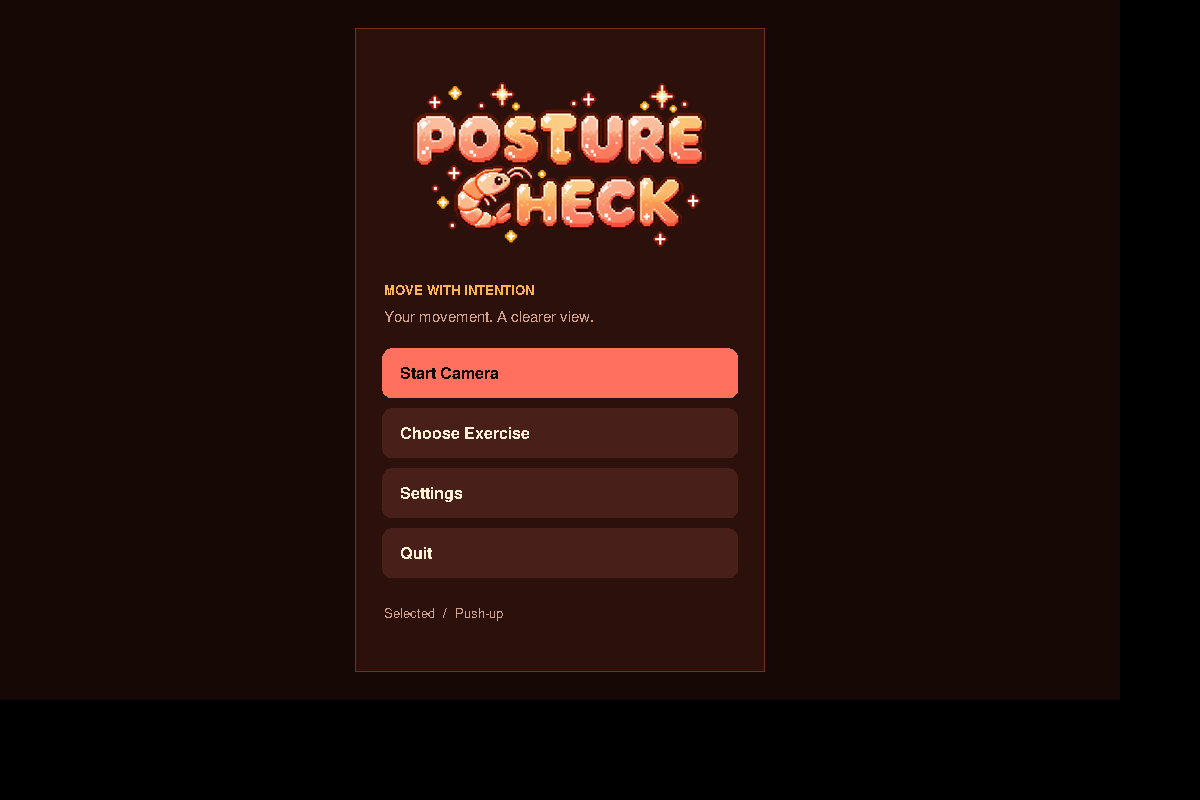 POSTURE
CHECK
MOVE WITH INTENTION
Your movement. A clearer view.
Start Camera
Choose Exercise
Settings
Quit
Selected / Push-up